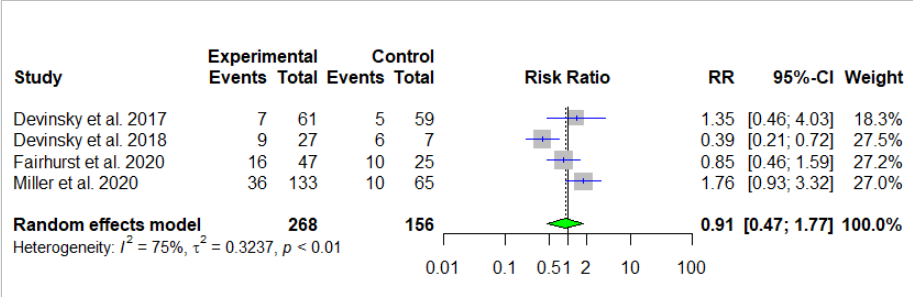 Experimental Control
Study Events Total Events Total Risk Ratio RR 95%-CI Weight
Devinsky et al. 2017 7 61 5 59 1.35 [0.46; 4.03] 18.3%
Devinsky et al. 2018 9 27 6 7 0.39 [0.21; 0.72] 27.5%
Fairhurst et al. 2020 16 47 10 25 0.85 [0.46; 1.59] 27.2%
Miller et al. 2020 36 133 10 65 1.76 [0.93; 3.32] 27.0%
Random effects model 268 156 0.91 [0.47; 1.77] 100.0%
Heterogeneity: I² = 75%, τ² = 0.3237, p < 0.01
0.01 0.1 0.5 1 2 10 100